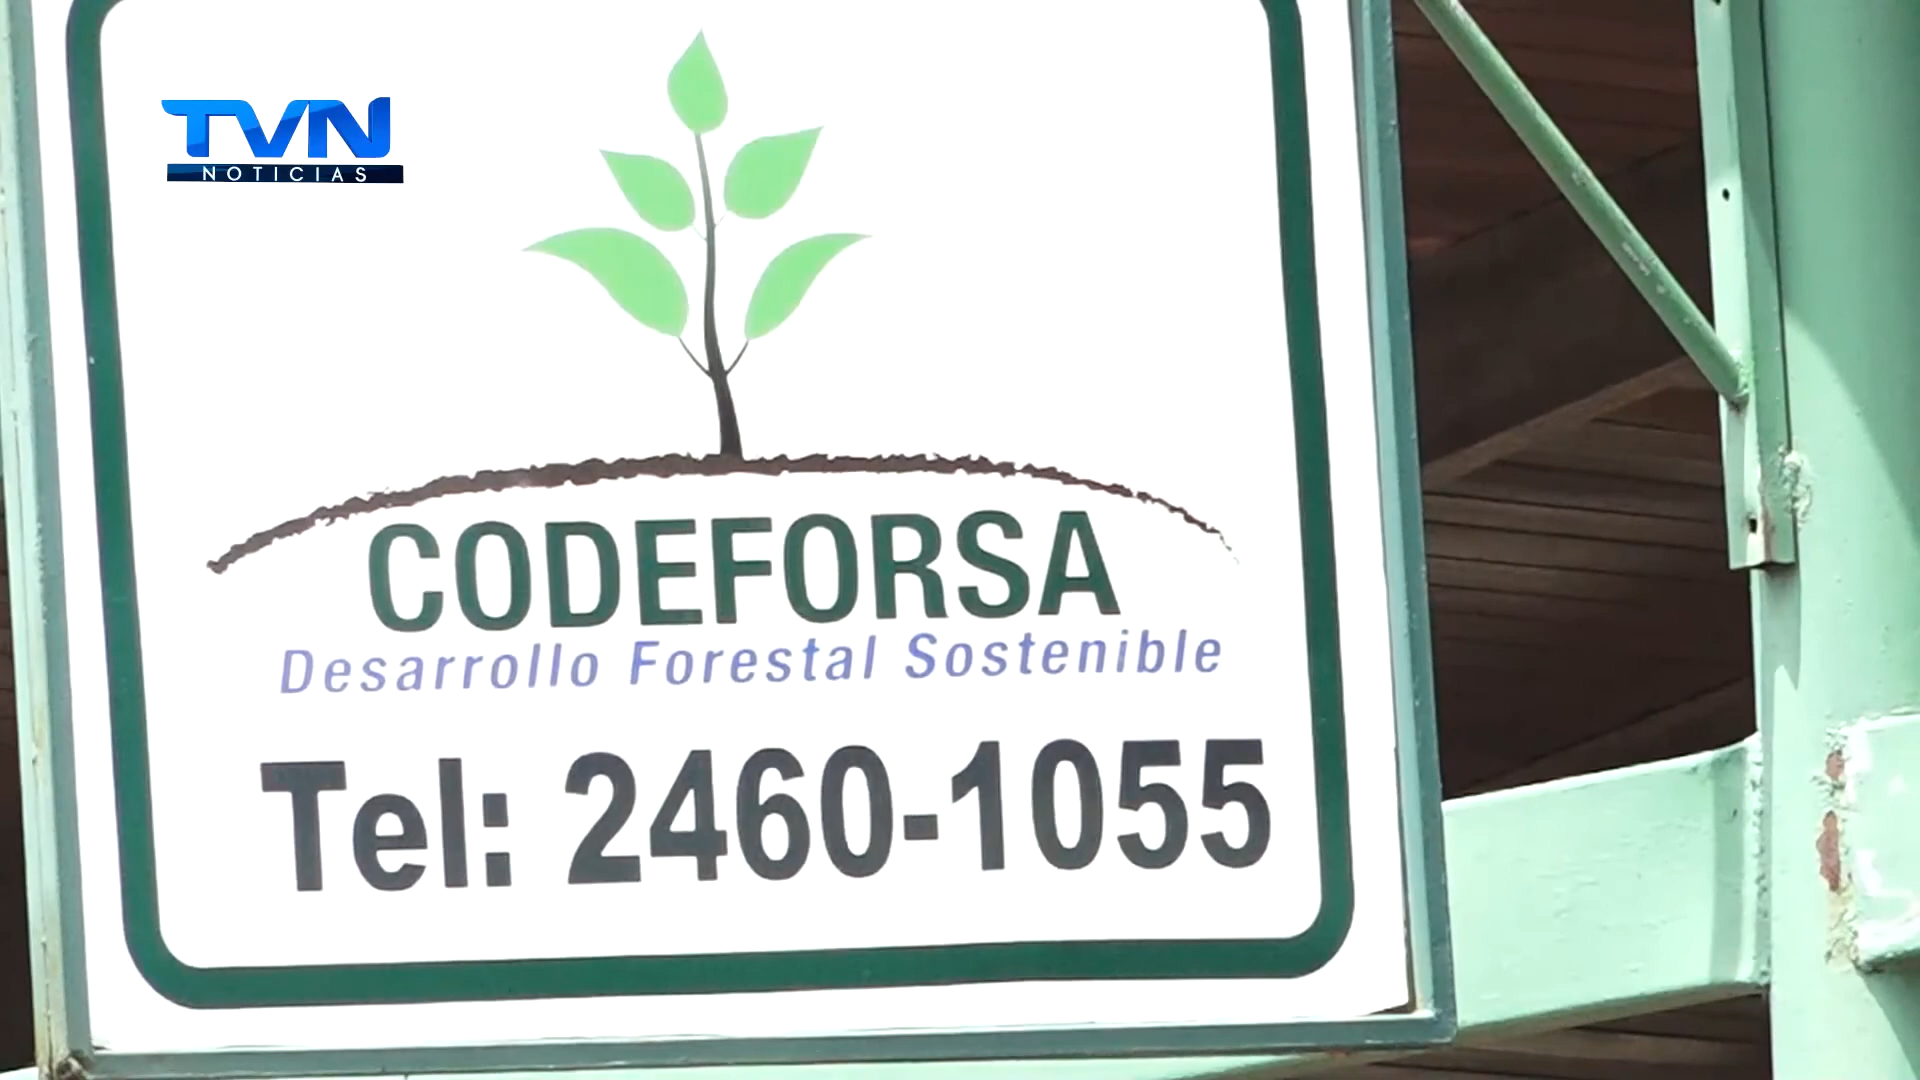 TVN
NOTICIAS
CODEFORSA
Desarrollo Forestal Sostenible
Tel: 2460-1055